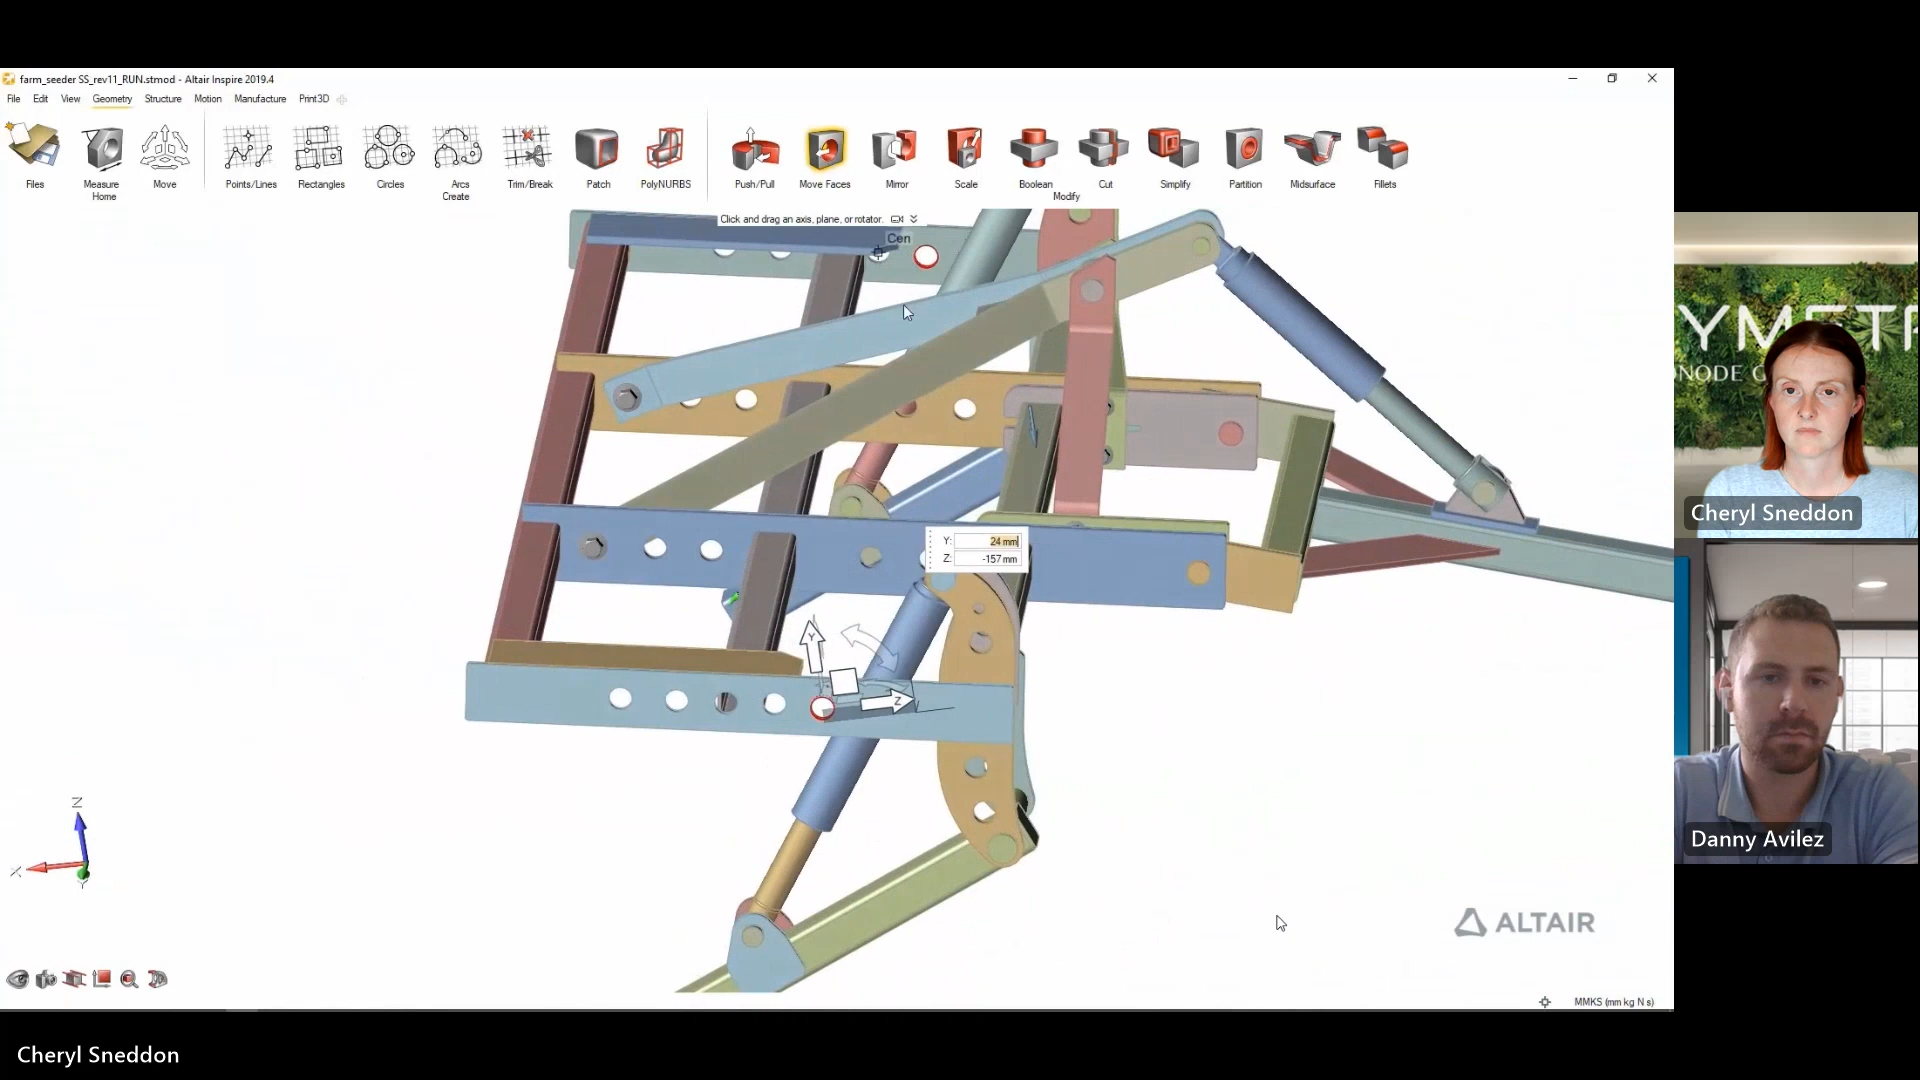 farm_seeder SS_rev11_RUN.stmod - Altair Inspire 2019.4
File Edit View Geometry Structure Motion Manufacture Print3D
Files Measure Move Points/Lines Rectangles Circles Arcs Trim/Break Patch PolyNURBS Push/Pull Move Faces Mirror Scale Boolean Cut Simplify Partition Midsurface Fillets
Home Create Modify
Click and drag an axis, plane, or rotator.
Cen
Y: 24 mm
Z: -157 mm
Y
Z
Z
X
Y
ALTAIR
MMKS (mm kg N s)
Cheryl Sneddon
Danny Avilez
Cheryl Sneddon